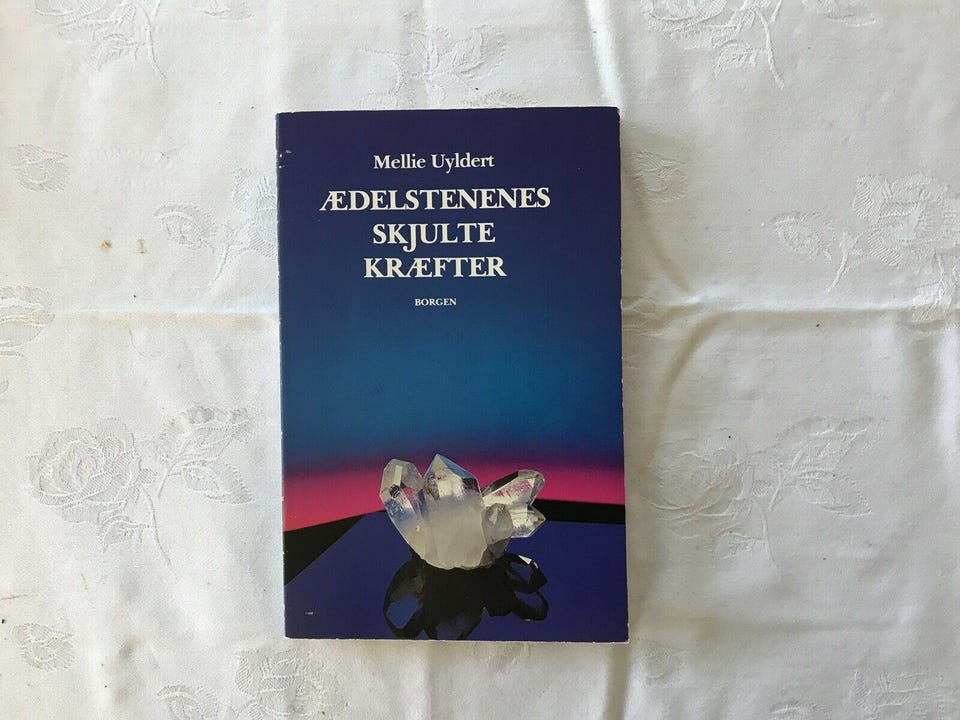 Mellie Uyldert
ÆDELSTENENES
SKJULTE
KRÆFTER
BORGEN